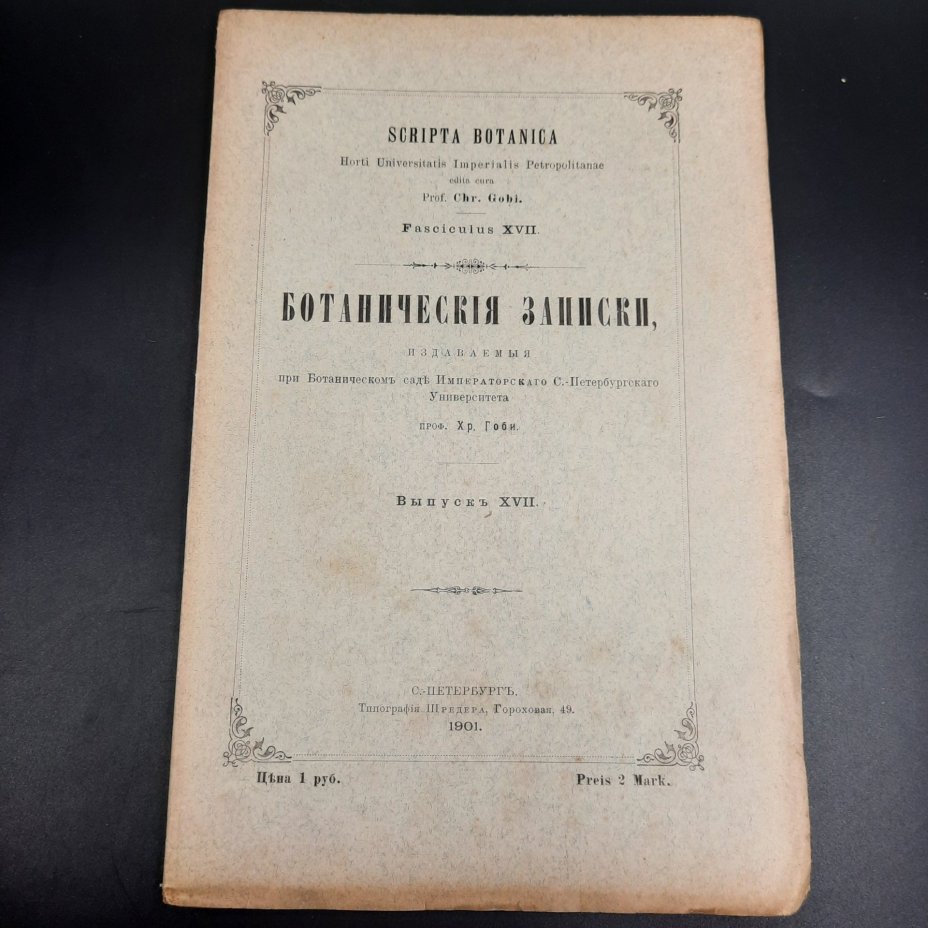 SCRIPTA BOTANICA
Horti Universitatis Imperialis Petropolitanae
edita cura
Prof. Chr. Gobi.
Fasciculus XVII.
БОТАНИЧЕСКІЯ ЗАПИСКИ,
ИЗДАВАЕМЫЯ
при Ботаническомъ садѣ ИМПЕРАТОРСКАГО С.-Петербургскаго
Университета
ПРОФ. Хр. Гоби.
Выпускъ XVII.
С.-ПЕТЕРБУРГЪ.
Типографія ШРЕДЕРА, Гороховая, 49.
1901.
Цѣна 1 руб.
Preis 2 Mark.